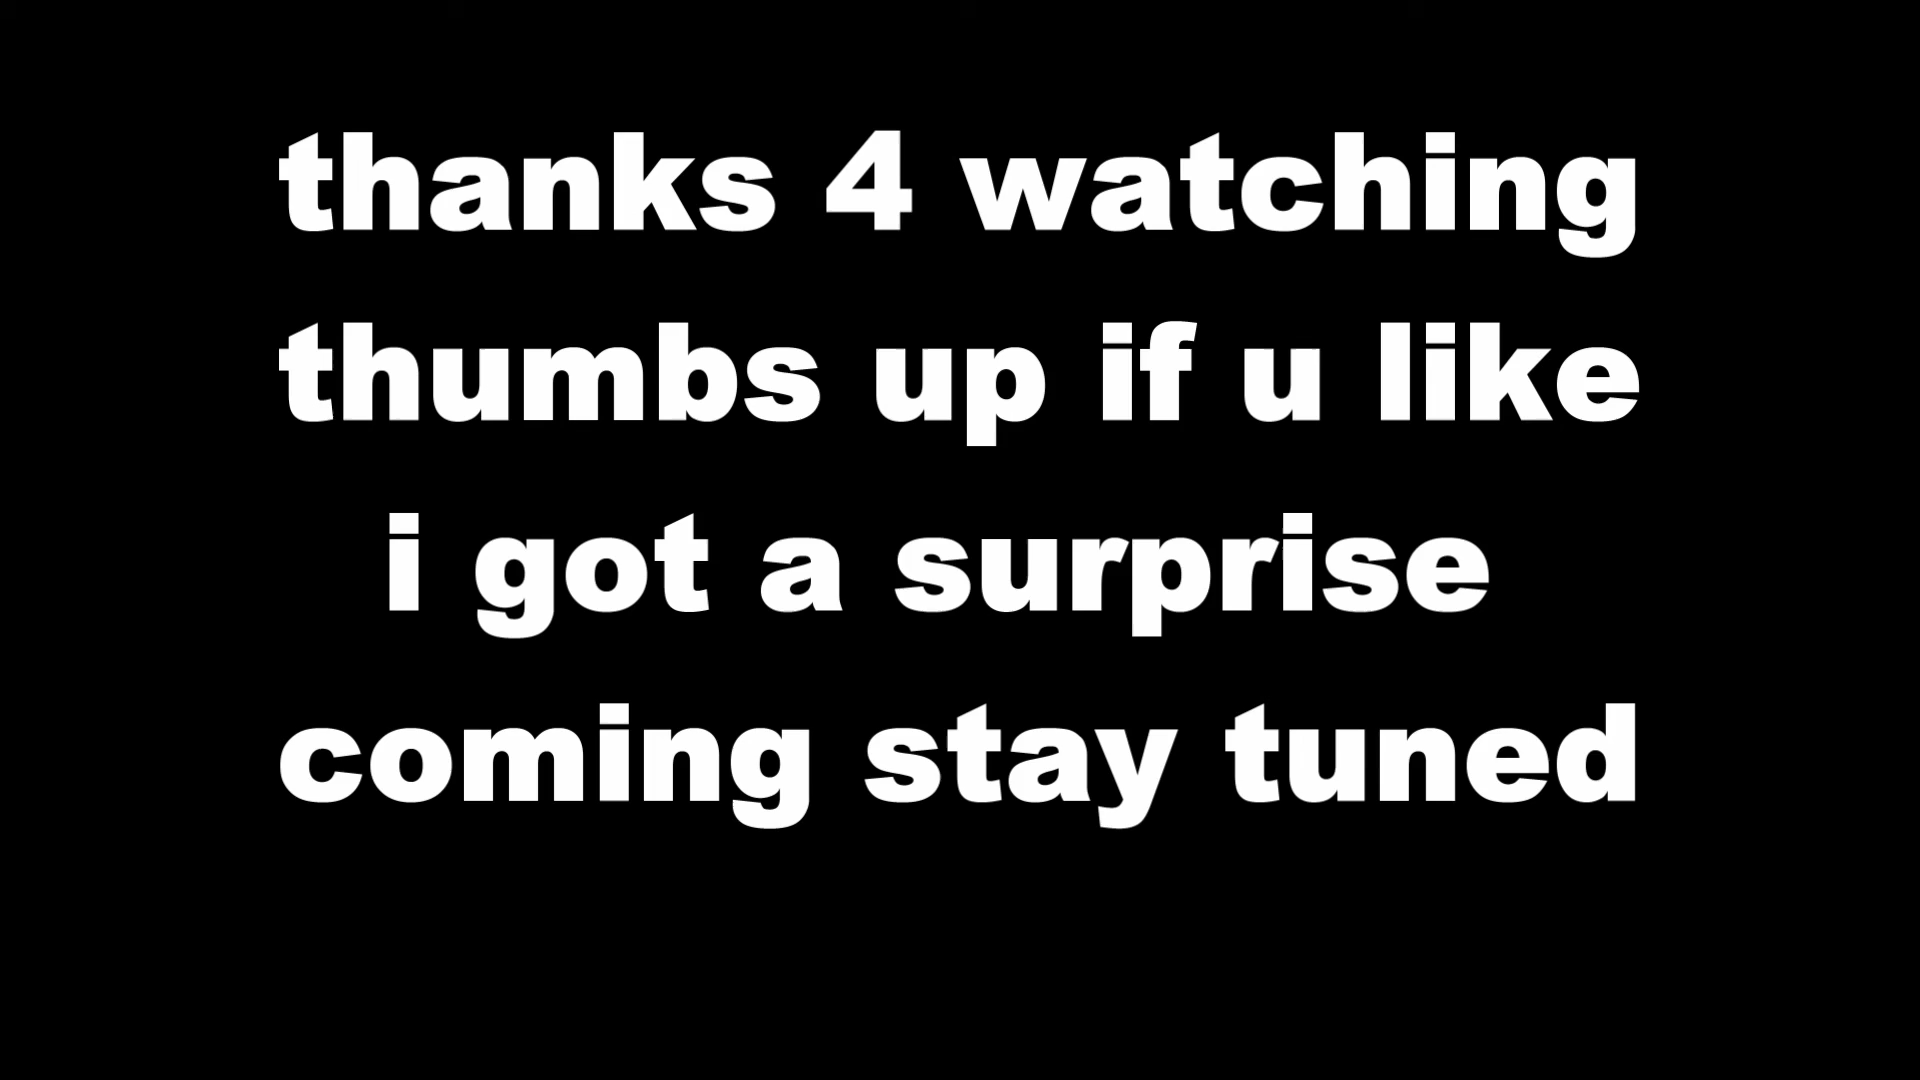 thanks 4 watching
thumbs up if u like
i got a surprise
coming stay tuned